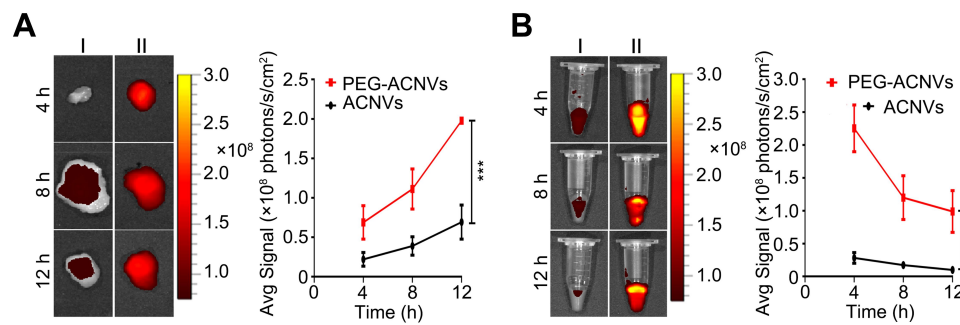 A
I II
4 h
8 h
12 h
3.0
2.5
2.0
×10⁸
1.5
1.0
Avg Signal (×10⁸ photons/s/cm²)
2.5
2.0
1.5
1.0
0.5
0
PEG-ACNVs
ACNVs
***
0 4 8 12
Time (h)
B
I II
4 h
8 h
12 h
3.0
2.5
2.0
×10⁸
1.5
1.0
Avg Signal (×10⁸ photons/s/cm²)
3.0
2.5
2.0
1.5
1.0
0.5
0
PEG-ACNVs
ACNVs
0 4 8 12
Time (h)